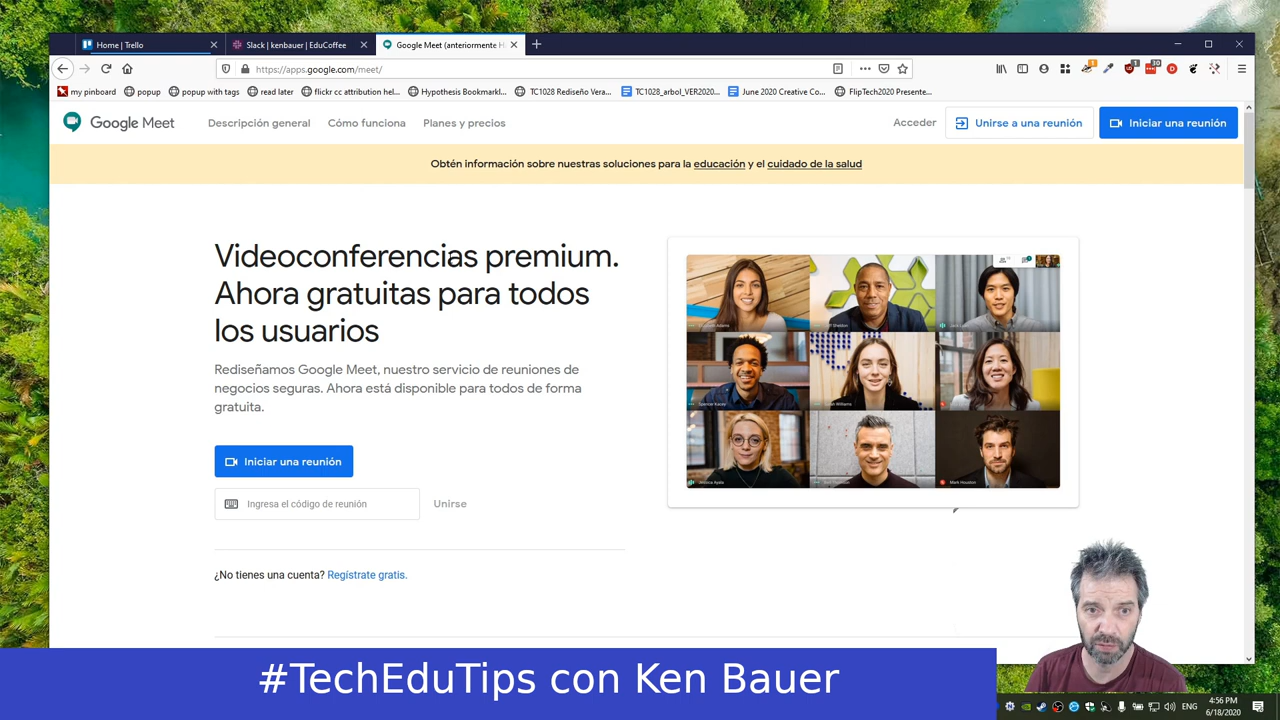 Home | Trello
Slack | kenbauer | EduCoffee
Google Meet (anteriormente H
https://apps.google.com/meet/
my pinboard
popup
popup with tags
read later
flickr cc attribution hel...
Hypothesis Bookmarkl...
TC1028 Rediseño Vera...
TC1028_arbol_VER2020...
June 2020 Creative Co...
FlipTech2020 Presente...
Google Meet
Descripción general
Cómo funciona
Planes y precios
Acceder
Unirse a una reunión
Iniciar una reunión
Obtén información sobre nuestras soluciones para la educación y el cuidado de la salud
Videoconferencias premium.
Ahora gratuitas para todos
los usuarios
Rediseñamos Google Meet, nuestro servicio de reuniones de
negocios seguras. Ahora está disponible para todos de forma
gratuita.
Iniciar una reunión
Ingresa el código de reunión
Unirse
¿No tienes una cuenta? Regístrate gratis.
Jessica Ayala
Mark Houston
#TechEduTips con Ken Bauer
ENG
4:56 PM
6/18/2020